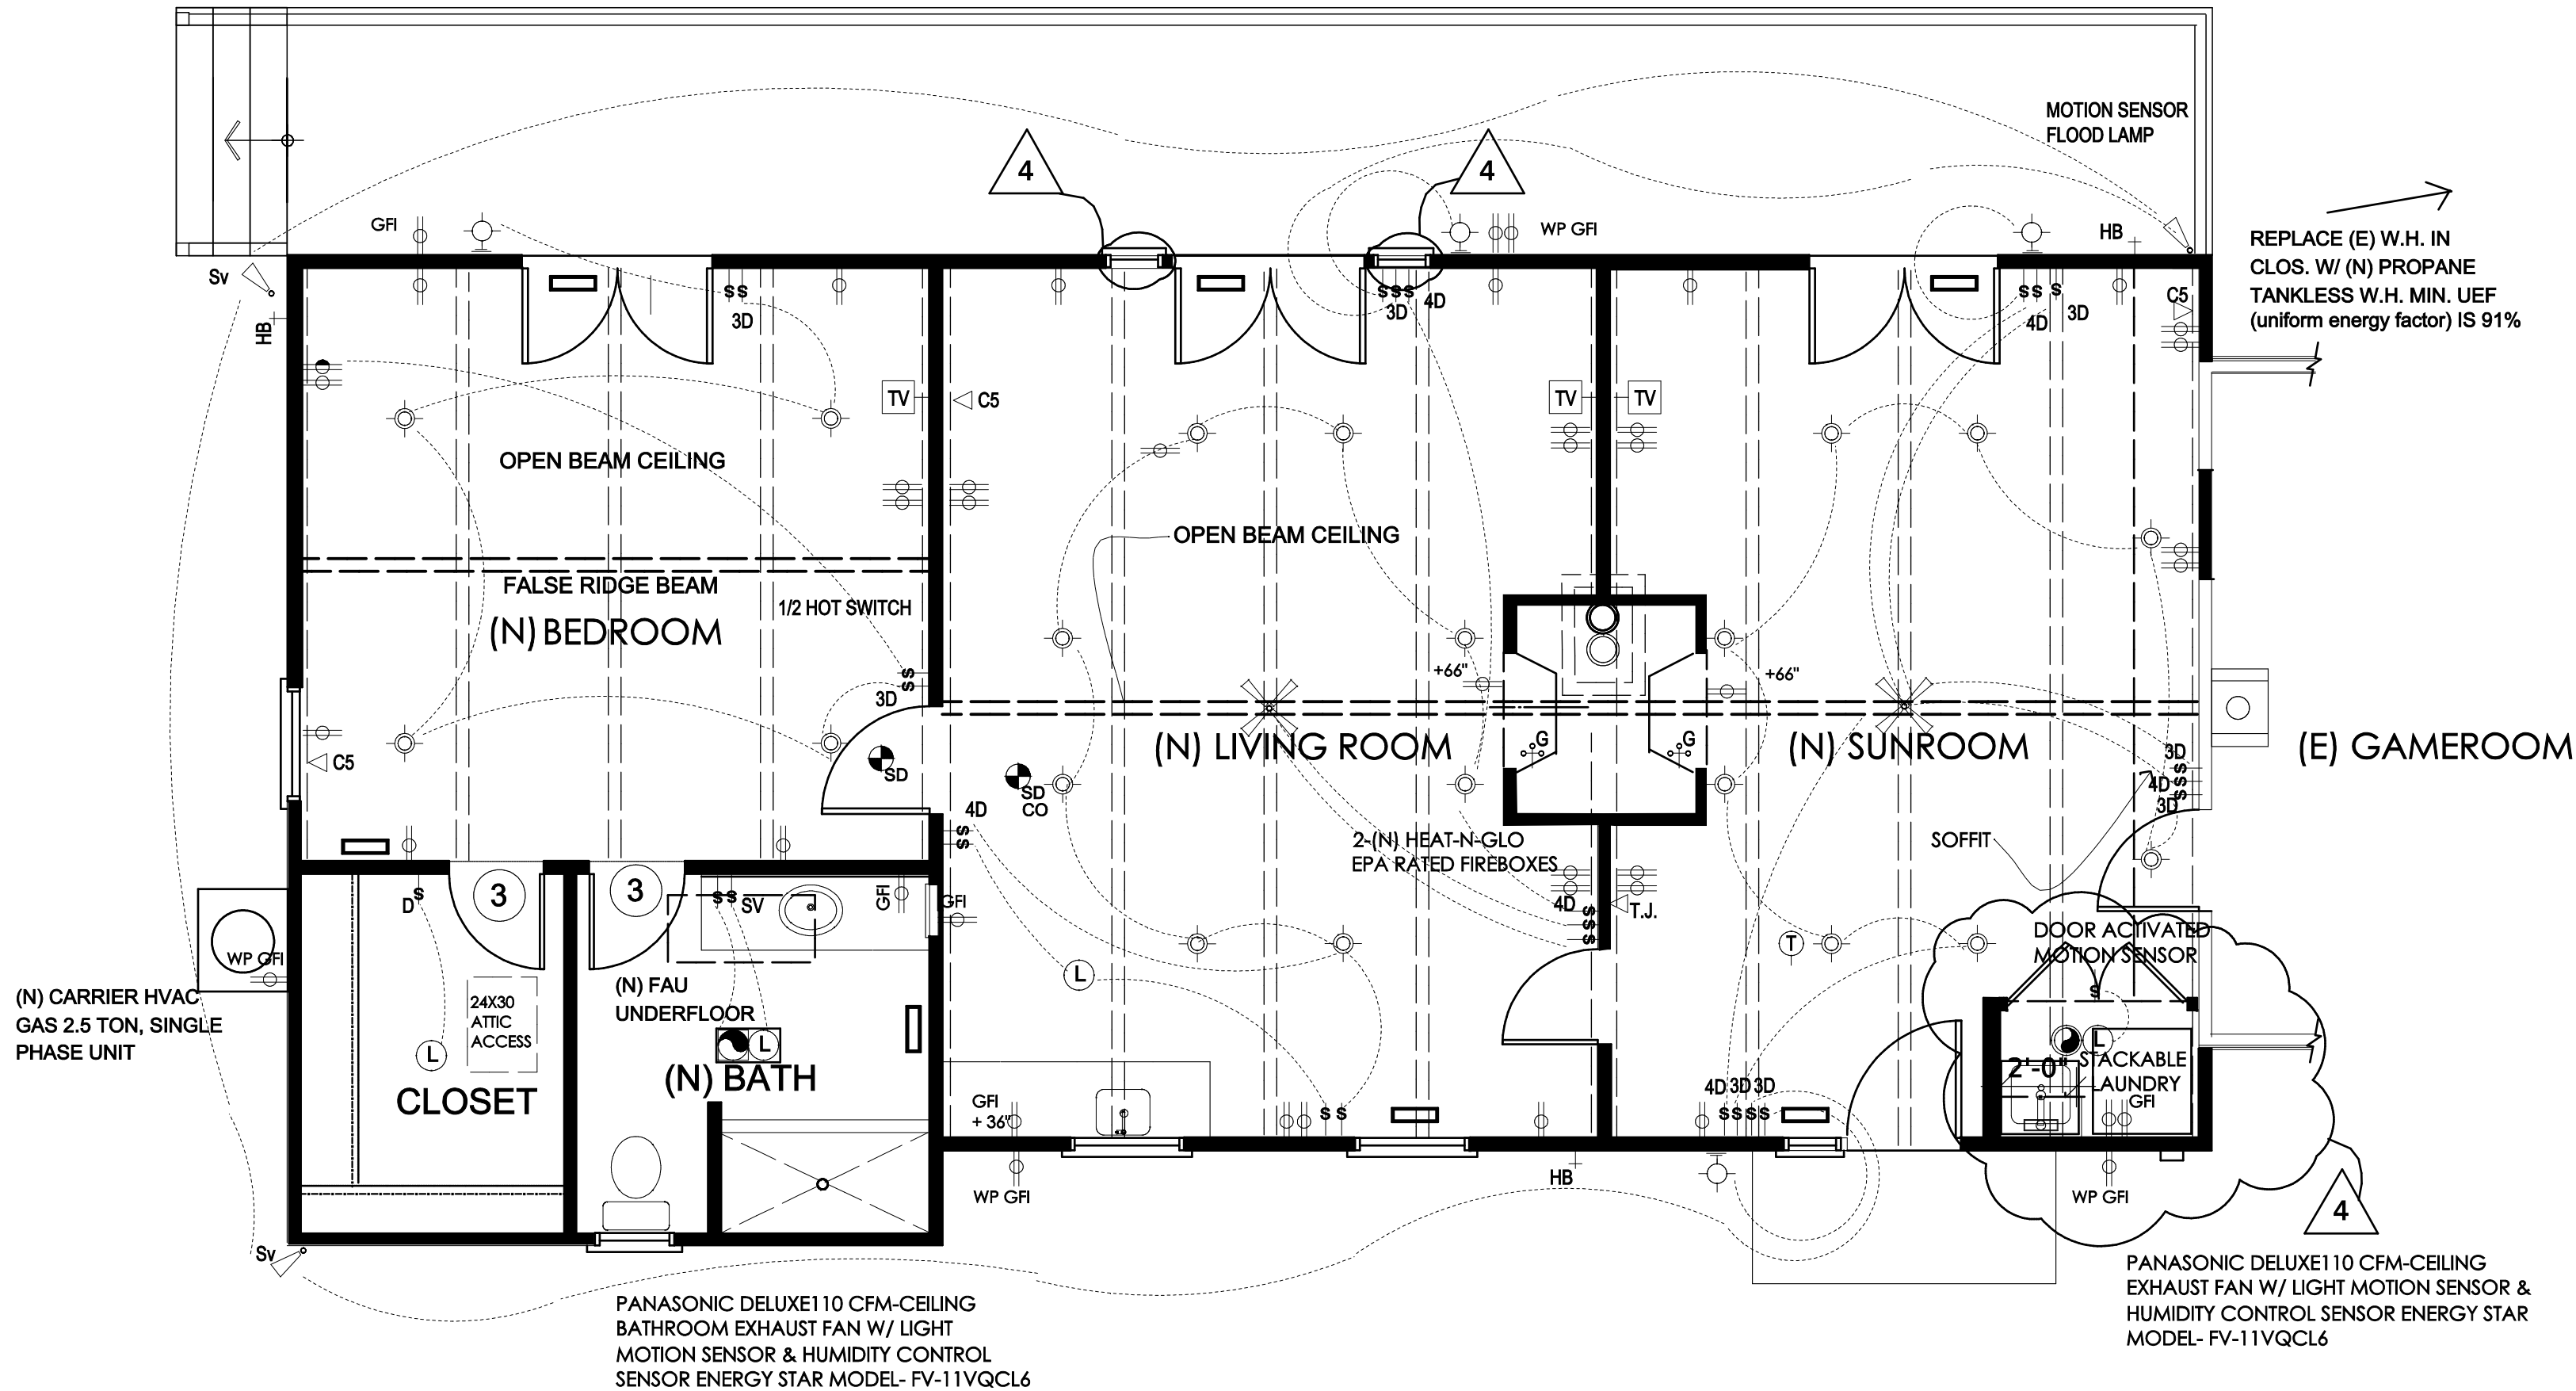 MOTION SENSOR
FLOOD LAMP
4
4
GFI
WP GFI
HB
REPLACE (E) W.H. IN
CLOS. W/ (N) PROPANE
TANKLESS W.H. MIN. UEF
(uniform energy factor) IS 91%
Sv
HB
S S
3D
S S S
3D
4D
S S S
4D
3D
C5
TV
C5
TV
TV
OPEN BEAM CEILING
OPEN BEAM CEILING
FALSE RIDGE BEAM
1/2 HOT SWITCH
(N) BEDROOM
S S
3D
+66"
+66"
G
G
(N) LIVING ROOM
(N) SUNROOM
(E) GAMEROOM
C5
SD
SD
CO
3D
4D
3D
S S S
4D
S S
2-(N) HEAT-N-GLO
EPA RATED FIREBOXES
SOFFIT
D S
3
3
S S SV
GFI
GFI
4D
S S S
T.J.
DOOR ACTIVATED
MOTION SENSOR
S
WP GFI
(N) CARRIER HVAC
GAS 2.5 TON, SINGLE
PHASE UNIT
24X30
ATTIC
ACCESS
(N) FAU
UNDERFLOOR
L
T
L
L
L
2'-0"
STACKABLE
LAUNDRY
GFI
CLOSET
(N) BATH
GFI
+ 36"
S S
4D 3D 3D
S S S S
WP GFI
HB
WP GFI
4
Sv
PANASONIC DELUXE110 CFM-CEILING
BATHROOM EXHAUST FAN W/ LIGHT
MOTION SENSOR & HUMIDITY CONTROL
SENSOR ENERGY STAR MODEL- FV-11VQCL6
PANASONIC DELUXE110 CFM-CEILING
EXHAUST FAN W/ LIGHT MOTION SENSOR &
HUMIDITY CONTROL SENSOR ENERGY STAR
MODEL- FV-11VQCL6